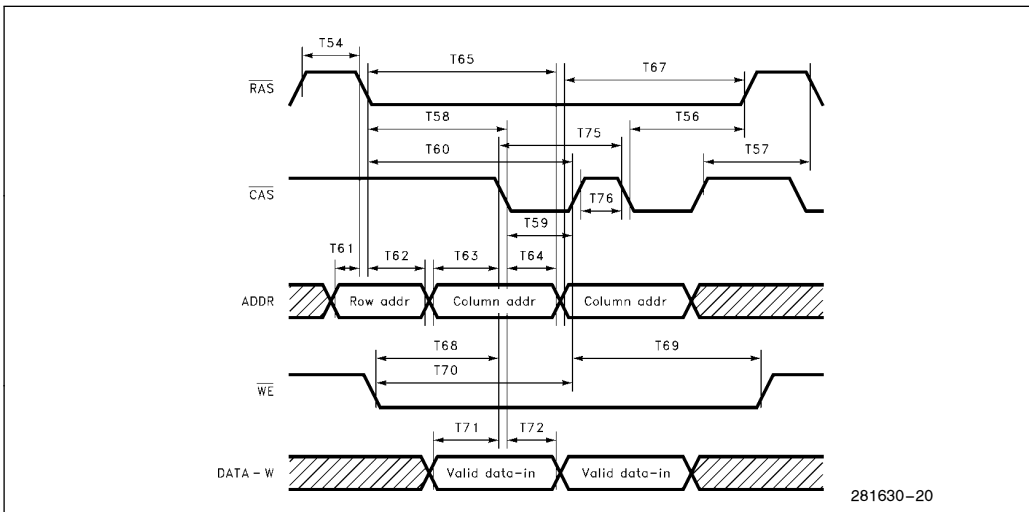 T54
T65
T67
RAS
T58
T56
T75
T60
T57
CAS
T76
T59
T61
T62
T63
T64
ADDR
Row addr
Column addr
Column addr
T68
T69
T70
WE
T71
T72
DATA - W
Valid data-in
Valid data-in
281630-20